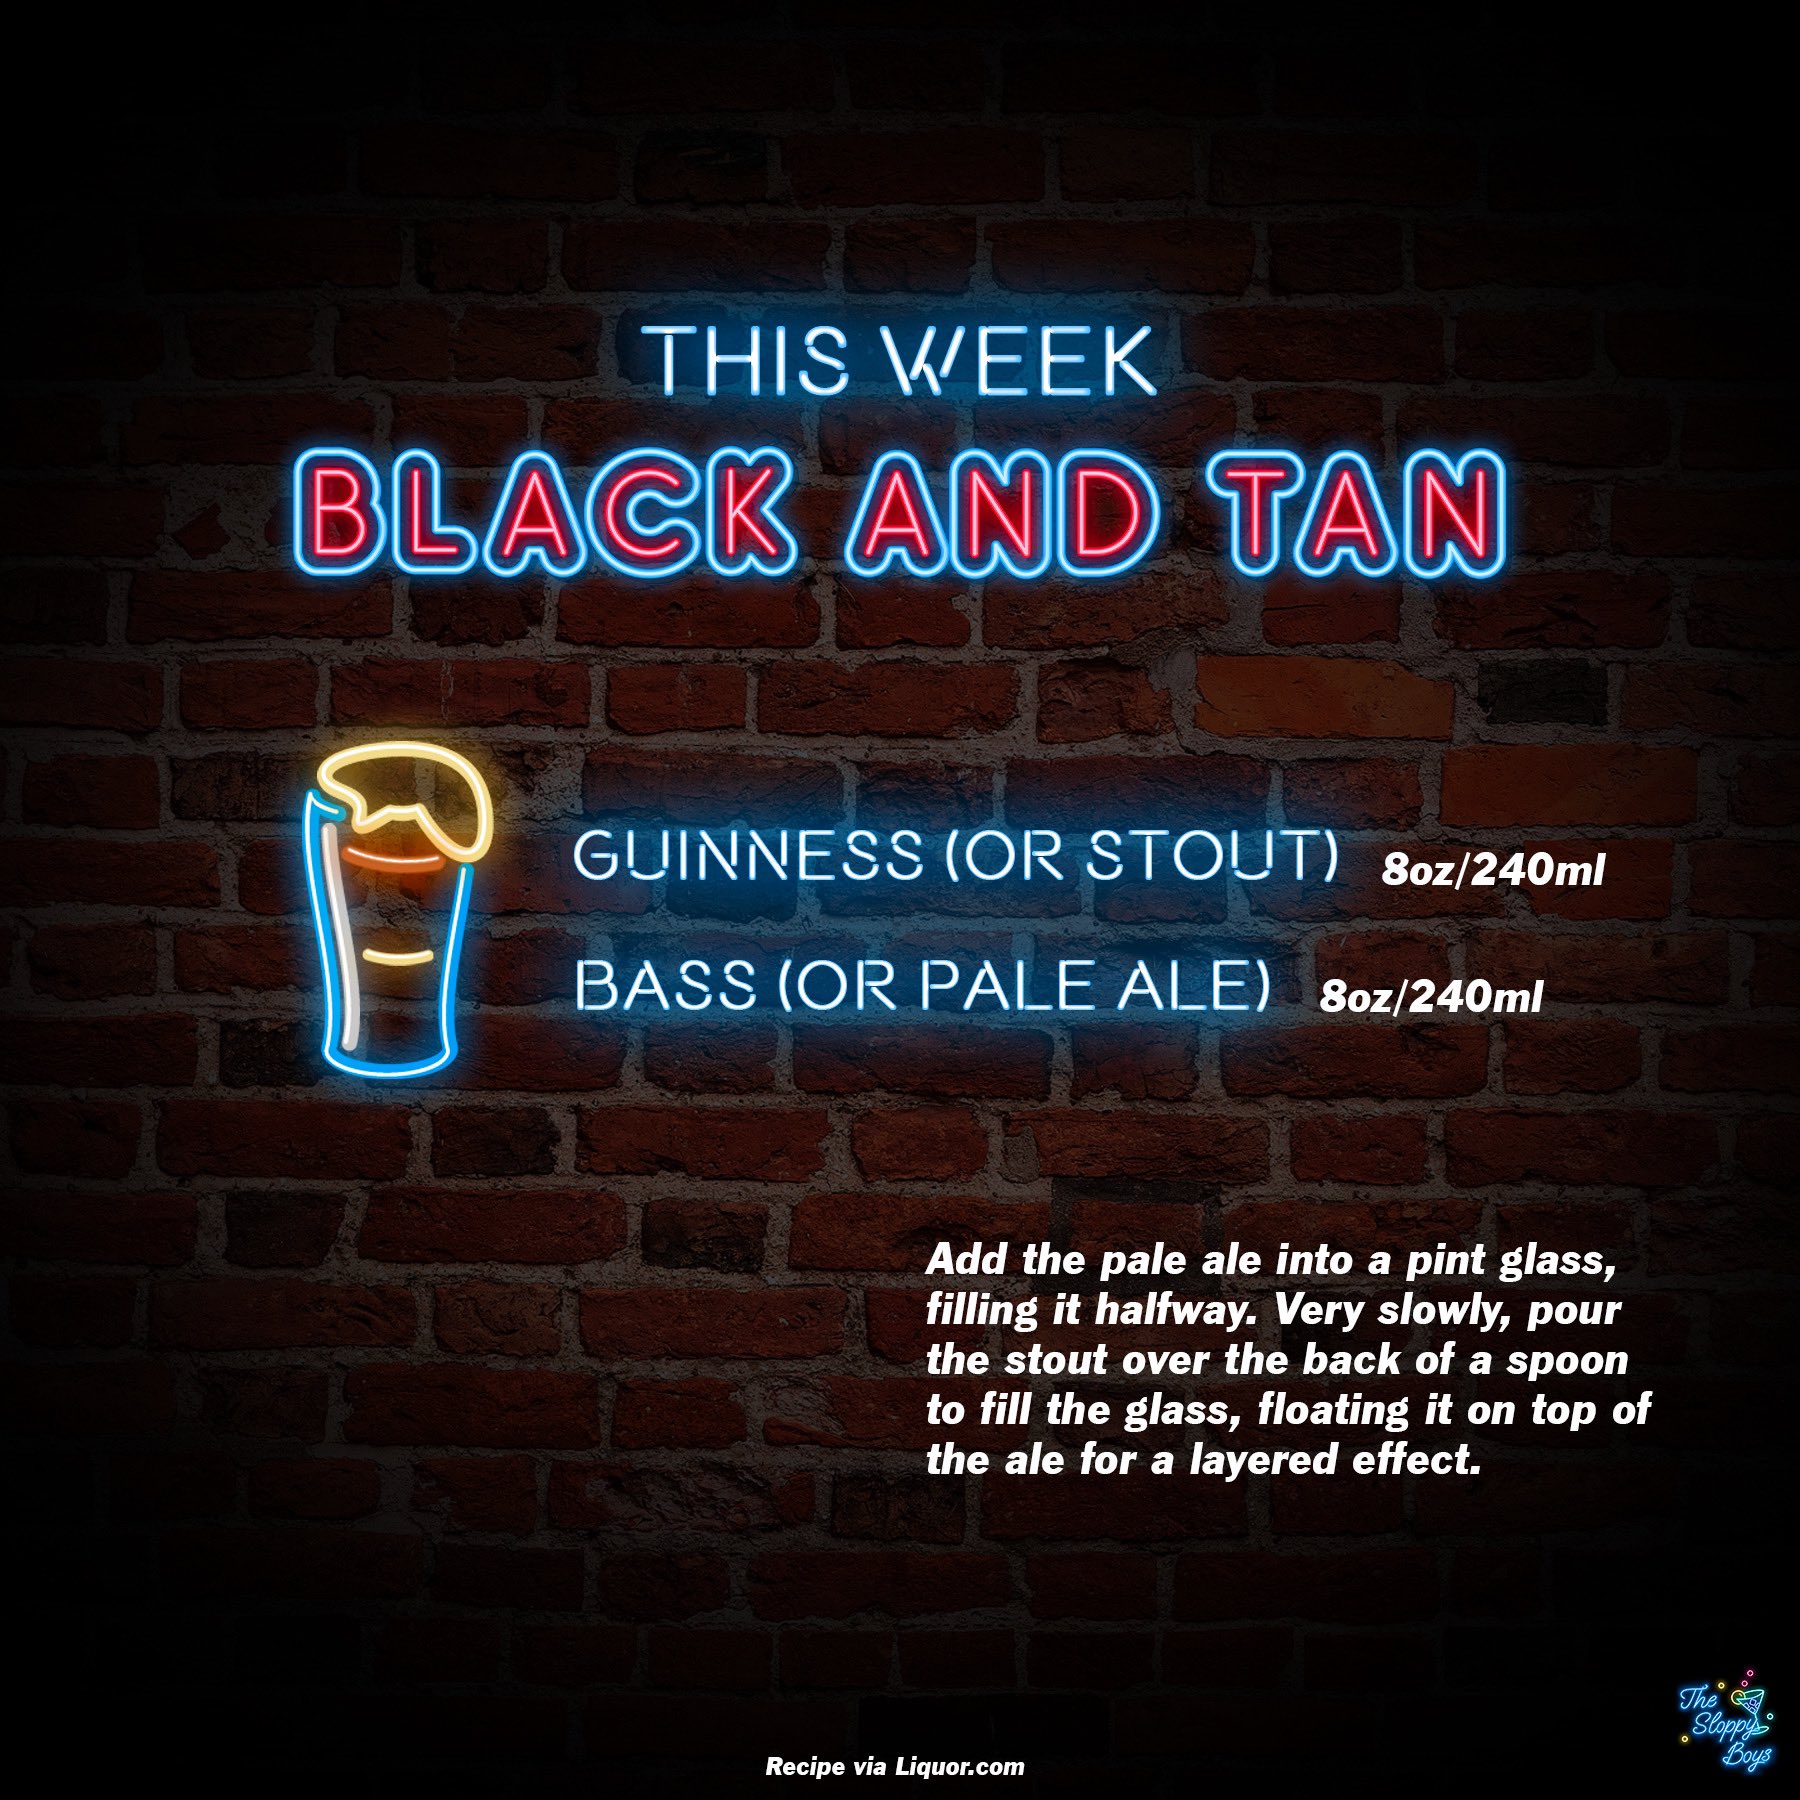 THIS WEEK
BLACK AND TAN
GUINNESS (OR STOUT) 8oz/240ml
BASS (OR PALE ALE) 8oz/240ml
Add the pale ale into a pint glass,
filling it halfway. Very slowly, pour
the stout over the back of a spoon
to fill the glass, floating it on top of
the ale for a layered effect.
The
Sloppy
Boys
Recipe via Liquor.com